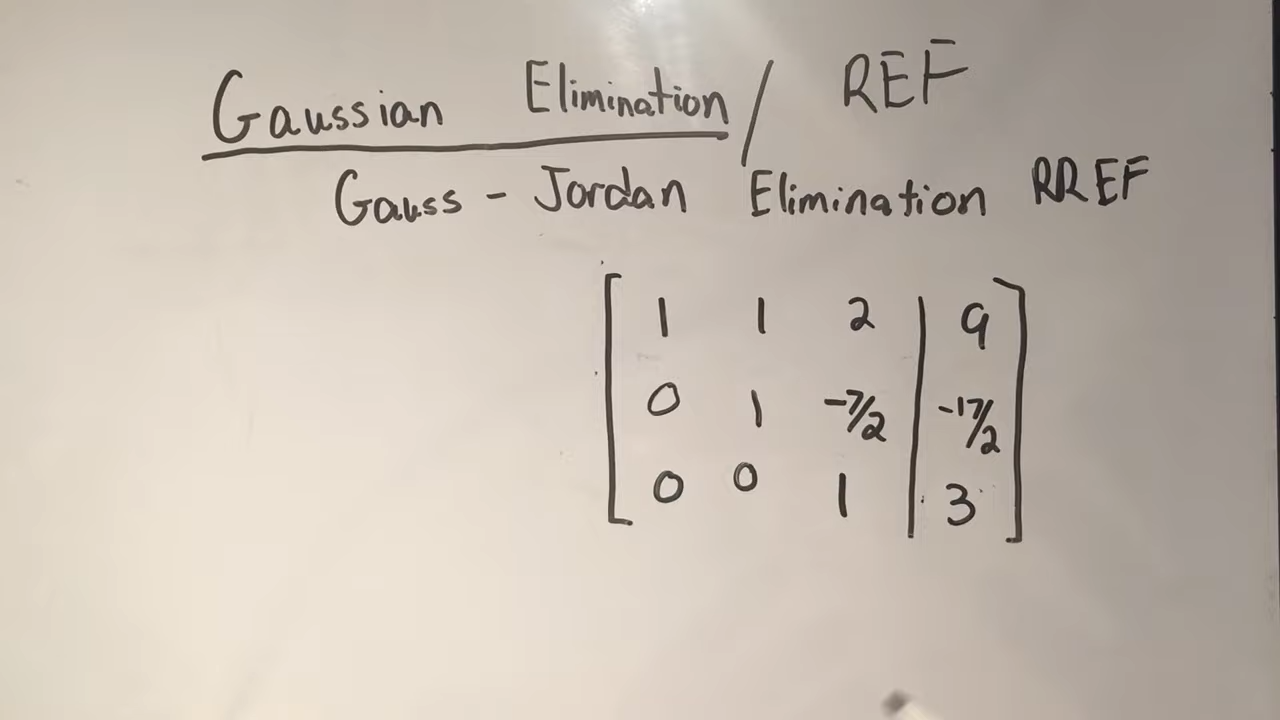 Gaussian Elimination / REF
Gauss - Jordan Elimination RREF
1 1 2 | 9
0 1 -7/2 | -17/2
0 0 1 | 3